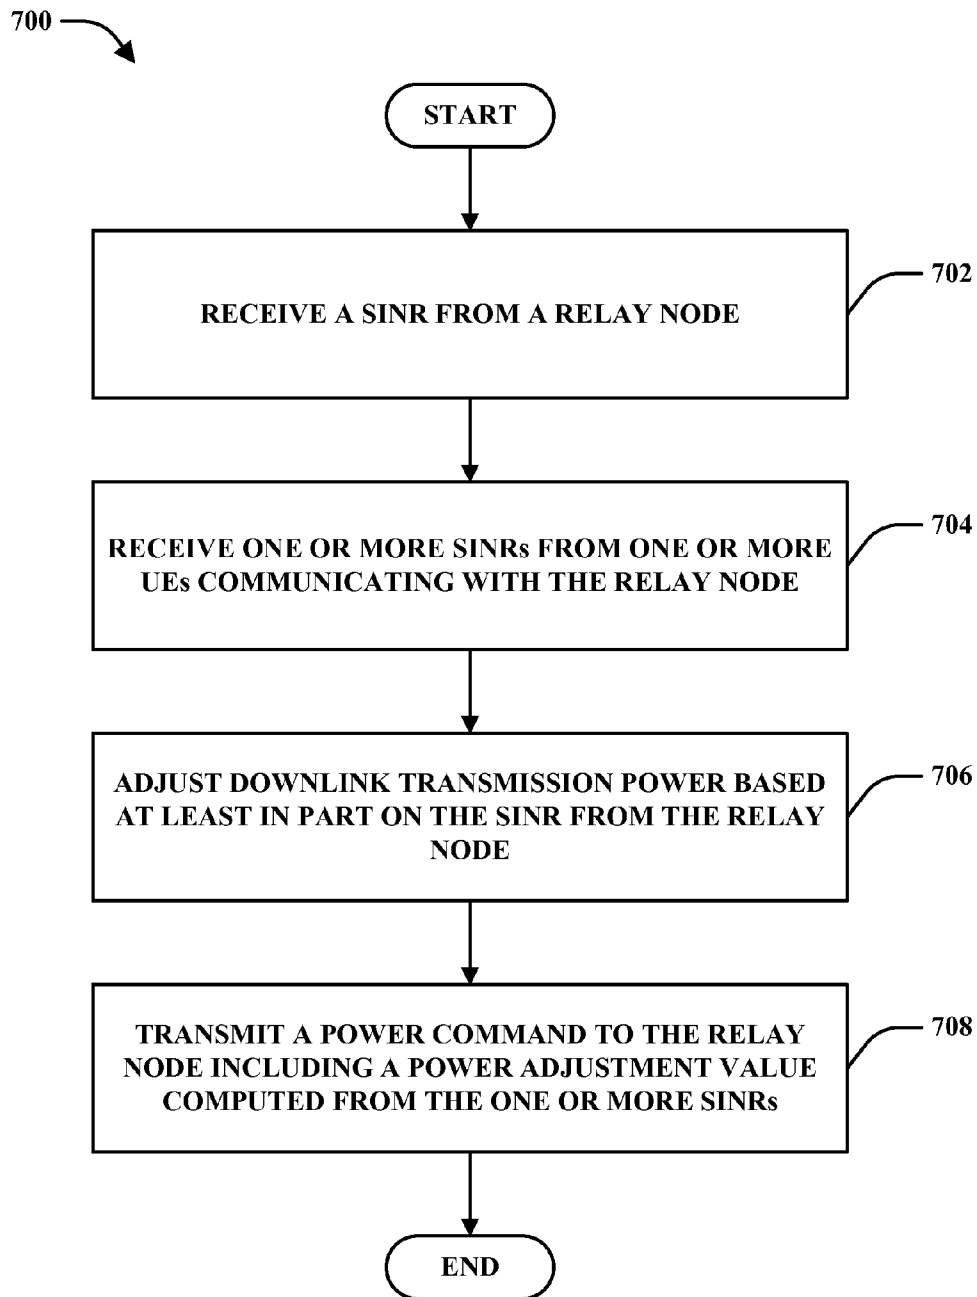 700
START
RECEIVE A SINR FROM A RELAY NODE
702
RECEIVE ONE OR MORE SINRs FROM ONE OR MORE
UEs COMMUNICATING WITH THE RELAY NODE
704
ADJUST DOWNLINK TRANSMISSION POWER BASED
AT LEAST IN PART ON THE SINR FROM THE RELAY
NODE
706
TRANSMIT A POWER COMMAND TO THE RELAY
NODE INCLUDING A POWER ADJUSTMENT VALUE
COMPUTED FROM THE ONE OR MORE SINRs
708
END